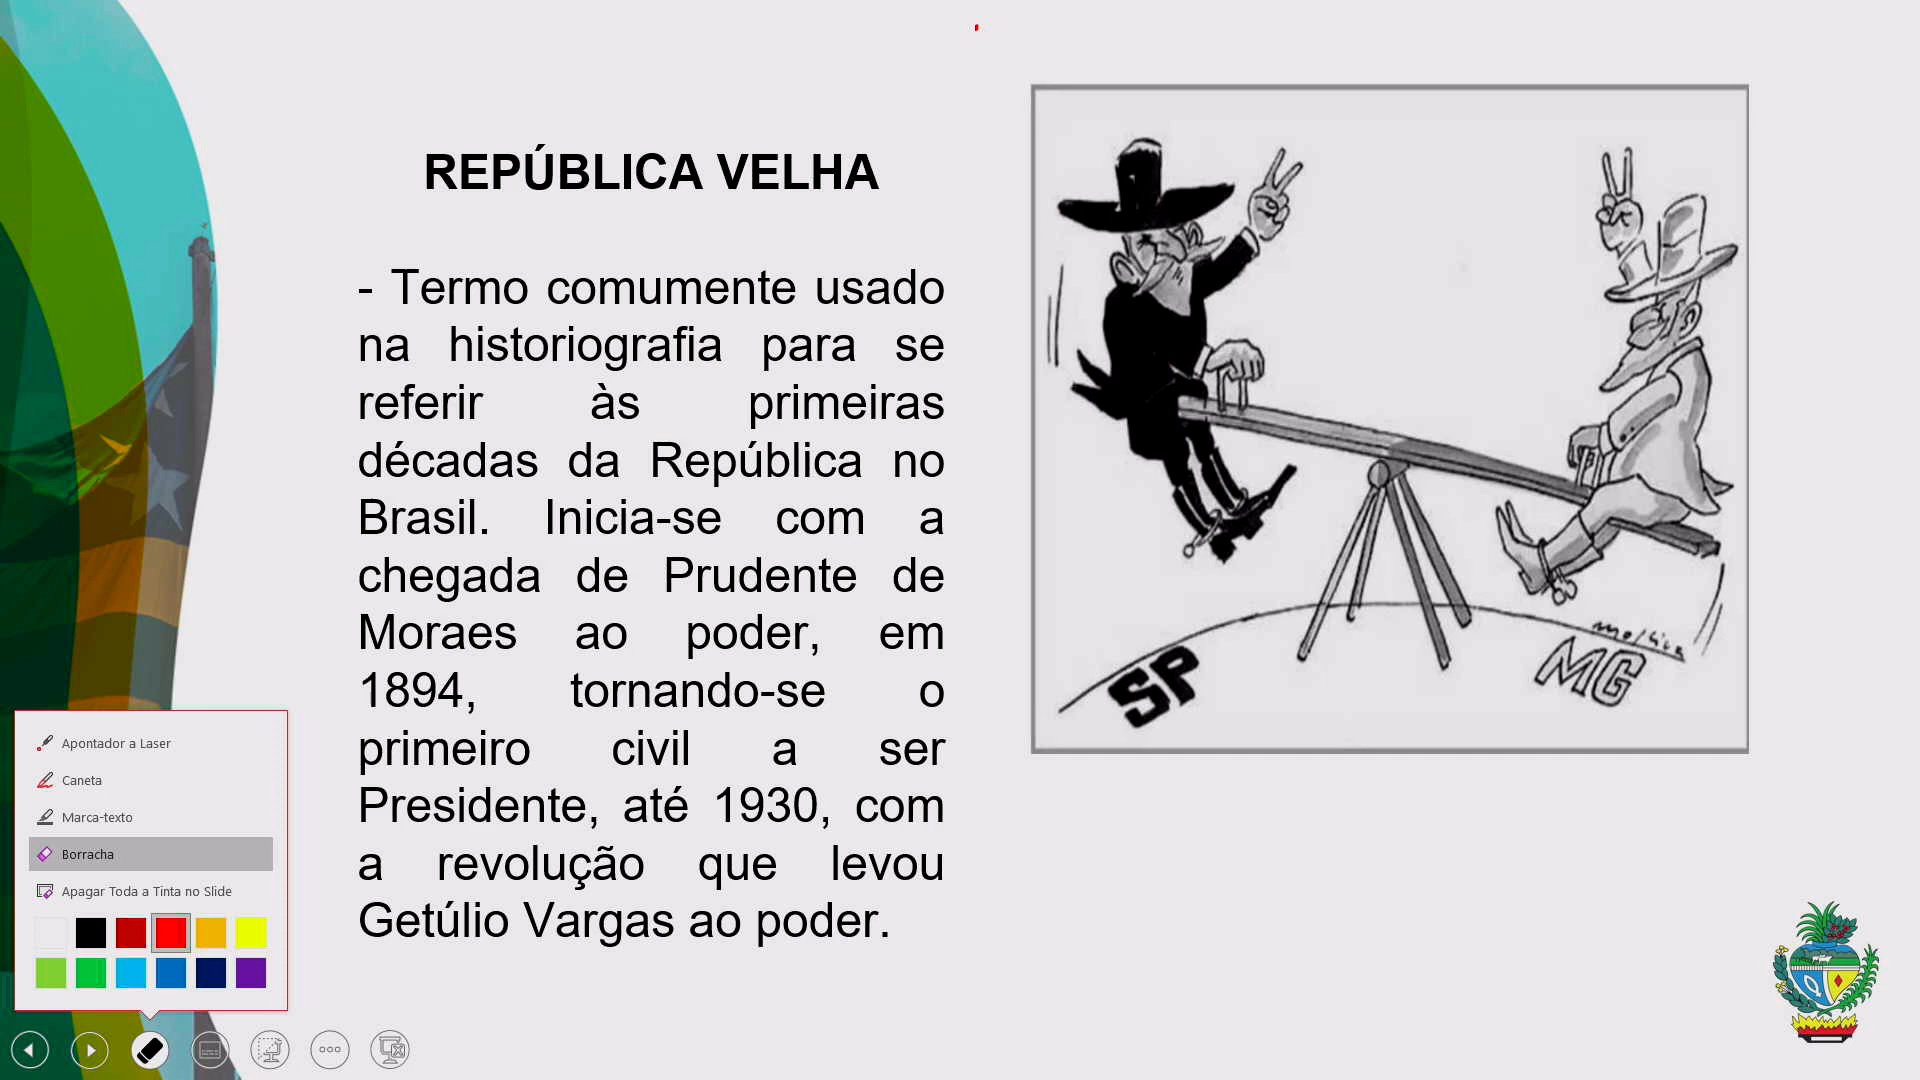 REPÚBLICA VELHA
- Termo comumente usado
na historiografia para se
referir às primeiras
décadas da República no
Brasil. Inicia-se com a
chegada de Prudente de
Moraes ao poder, em
1894, tornando-se o
primeiro civil a ser
Presidente, até 1930, com
a revolução que levou
Getúlio Vargas ao poder.
SP
MG
Apontador a Laser
Caneta
Marca-texto
Borracha
Apagar Toda a Tinta no Slide